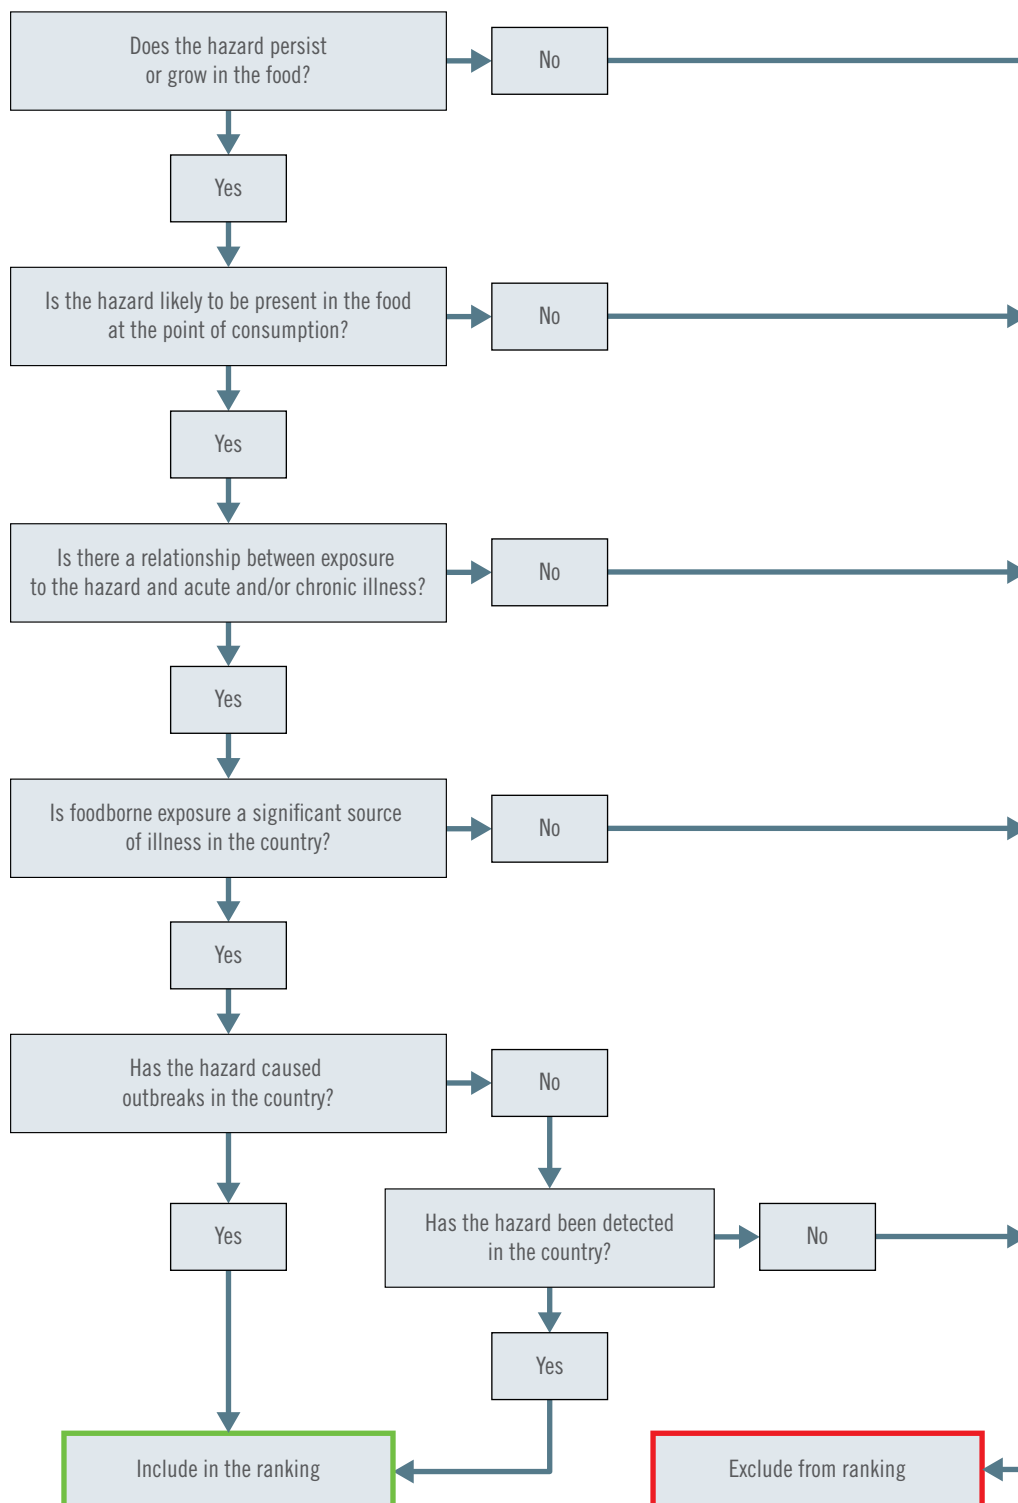 Does the hazard persist
or grow in the food?
No
Yes
Is the hazard likely to be present in the food
at the point of consumption?
No
Yes
Is there a relationship between exposure
to the hazard and acute and/or chronic illness?
No
Yes
Is foodborne exposure a significant source
of illness in the country?
No
Yes
Has the hazard caused
outbreaks in the country?
No
Yes
Has the hazard been detected
in the country?
No
Yes
Include in the ranking
Exclude from ranking